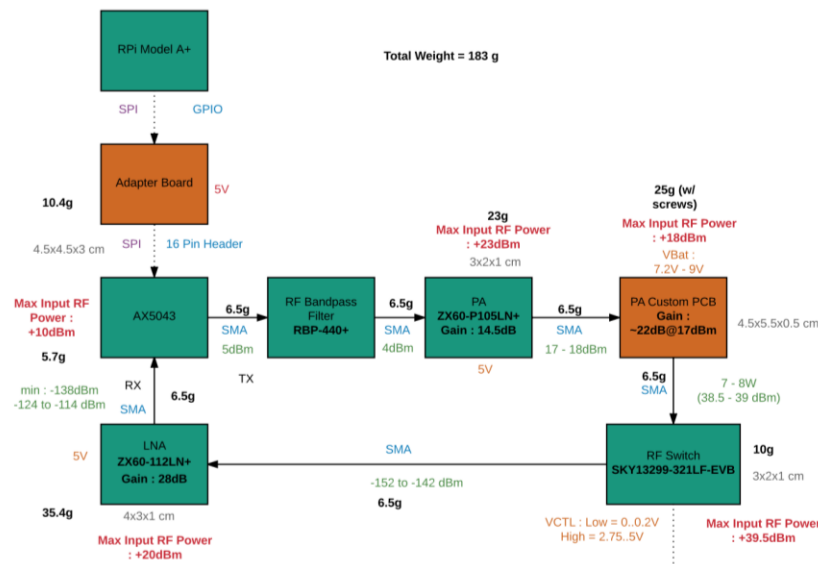 RPi Model A+
Total Weight = 183 g
SPI
GPIO
Adapter Board
5V
10.4g
4.5x4.5x3 cm
SPI
16 Pin Header
25g (w/
screws)
Max Input RF Power
: +18dBm
VBat :
7.2V - 9V
23g
Max Input RF Power
: +23dBm
3x2x1 cm
Max Input RF
Power :
+10dBm
5.7g
AX5043
6.5g
SMA
5dBm
TX
RF Bandpass
Filter
RBP-440+
6.5g
SMA
4dBm
PA
ZX60-P105LN+
Gain : 14.5dB
5V
6.5g
SMA
17 - 18dBm
PA Custom PCB
Gain :
~22dB@17dBm
4.5x5.5x0.5 cm
min : -138dBm
-124 to -114 dBm
RX
SMA
6.5g
6.5g
SMA
7 - 8W
(38.5 - 39 dBm)
5V
LNA
ZX60-112LN+
Gain : 28dB
35.4g
4x3x1 cm
Max Input RF Power
: +20dBm
SMA
-152 to -142 dBm
6.5g
RF Switch
SKY13299-321LF-EVB
10g
3x2x1 cm
VCTL : Low = 0..0.2V
High = 2.75..5V
Max Input RF Power
: +39.5dBm